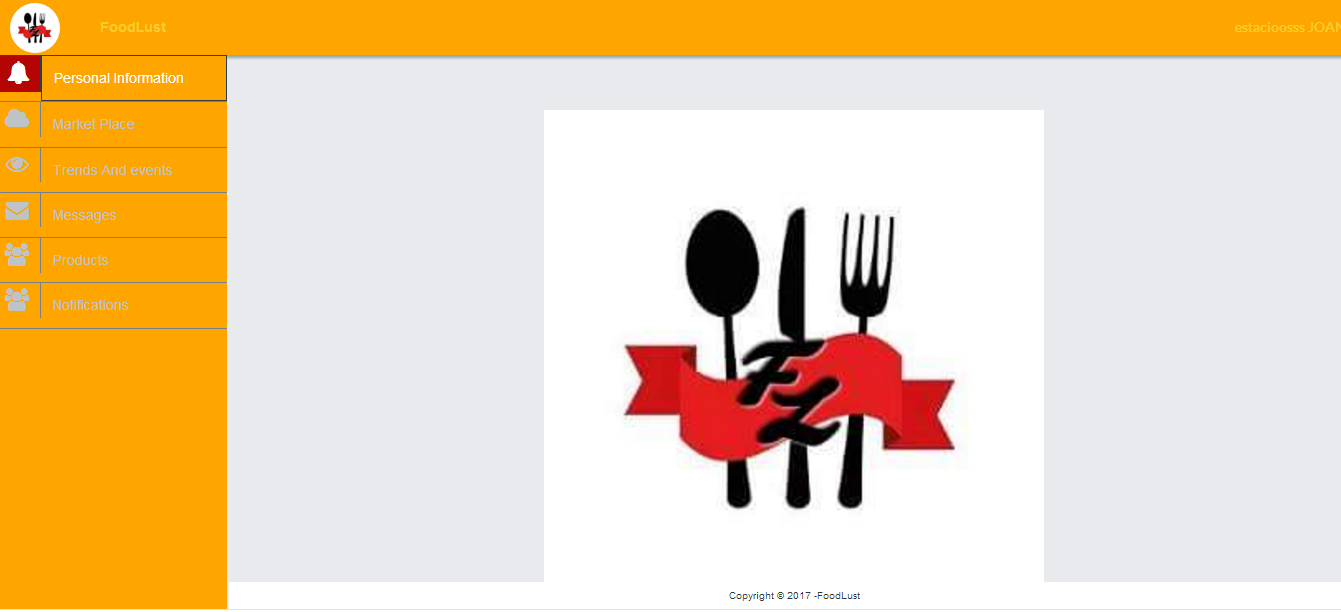 FoodLust
estacioosss JOAN
Personal Information
Market Place
Trends And events
Messages
Products
Notifications
FL
Copyright © 2017 -FoodLust